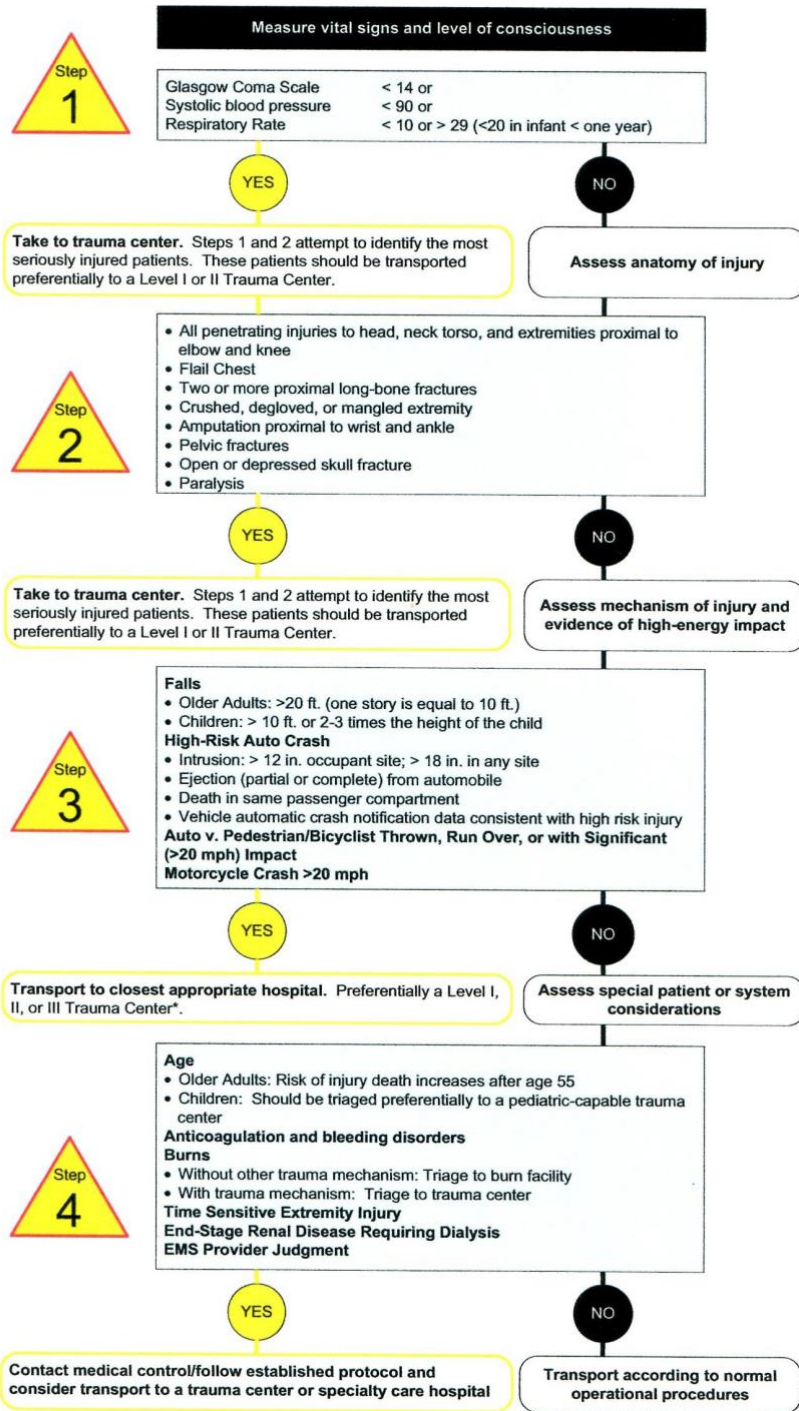 Measure vital signs and level of consciousness
Step
1
Glasgow Coma Scale < 14 or
Systolic blood pressure < 90 or
Respiratory Rate < 10 or > 29 (<20 in infant < one year)
YES
NO
Take to trauma center. Steps 1 and 2 attempt to identify the most
seriously injured patients. These patients should be transported
preferentially to a Level I or II Trauma Center.
Assess anatomy of injury
Step
2
• All penetrating injuries to head, neck torso, and extremities proximal to
elbow and knee
• Flail Chest
• Two or more proximal long-bone fractures
• Crushed, degloved, or mangled extremity
• Amputation proximal to wrist and ankle
• Pelvic fractures
• Open or depressed skull fracture
• Paralysis
YES
NO
Take to trauma center. Steps 1 and 2 attempt to identify the most
seriously injured patients. These patients should be transported
preferentially to a Level I or II Trauma Center.
Assess mechanism of injury and
evidence of high-energy impact
Step
3
Falls
• Older Adults: >20 ft. (one story is equal to 10 ft.)
• Children: > 10 ft. or 2-3 times the height of the child
High-Risk Auto Crash
• Intrusion: > 12 in. occupant site; > 18 in. in any site
• Ejection (partial or complete) from automobile
• Death in same passenger compartment
• Vehicle automatic crash notification data consistent with high risk injury
Auto v. Pedestrian/Bicyclist Thrown, Run Over, or with Significant
(>20 mph) Impact
Motorcycle Crash >20 mph
YES
NO
Transport to closest appropriate hospital. Preferentially a Level I,
II, or III Trauma Center*.
Assess special patient or system
considerations
Step
4
Age
• Older Adults: Risk of injury death increases after age 55
• Children: Should be triaged preferentially to a pediatric-capable trauma
center
Anticoagulation and bleeding disorders
Burns
• Without other trauma mechanism: Triage to burn facility
• With trauma mechanism: Triage to trauma center
Time Sensitive Extremity Injury
End-Stage Renal Disease Requiring Dialysis
EMS Provider Judgment
YES
NO
Contact medical control/follow established protocol and
consider transport to a trauma center or specialty care hospital
Transport according to normal
operational procedures